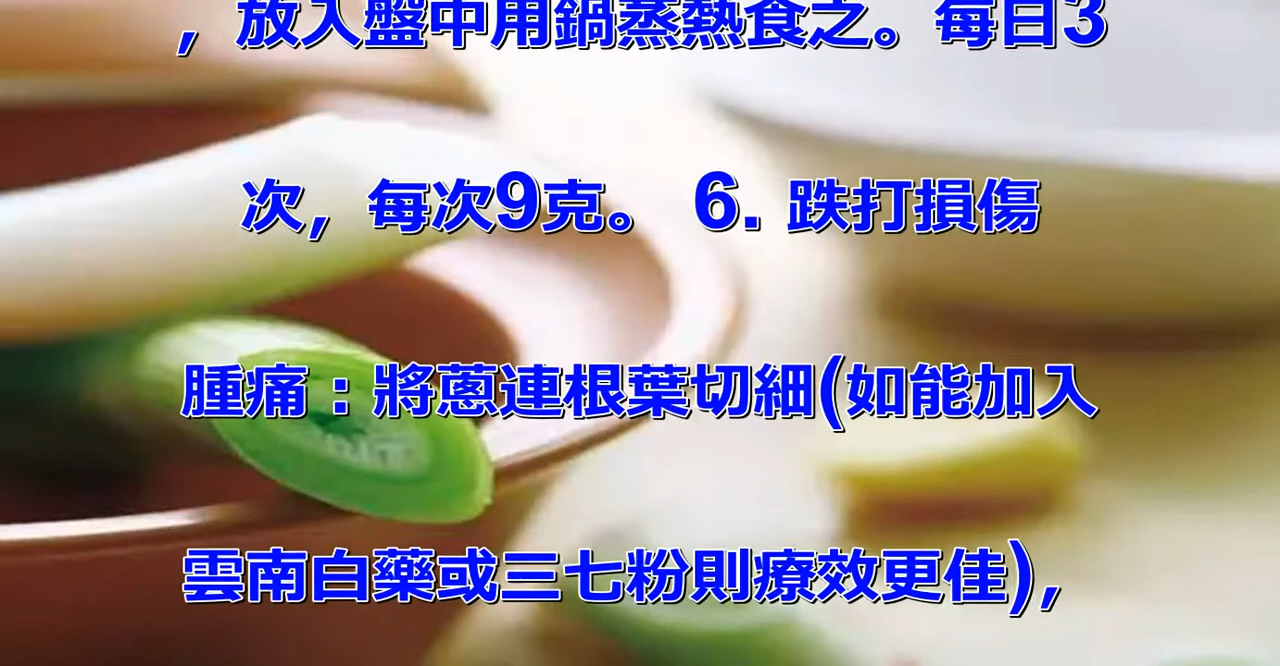 ，放入盤中用鍋蒸熱食之。每日3
次，每次9克。 6. 跌打損傷
腫痛：將蔥連根葉切細(如能加入
雲南白藥或三七粉則療效更佳)，